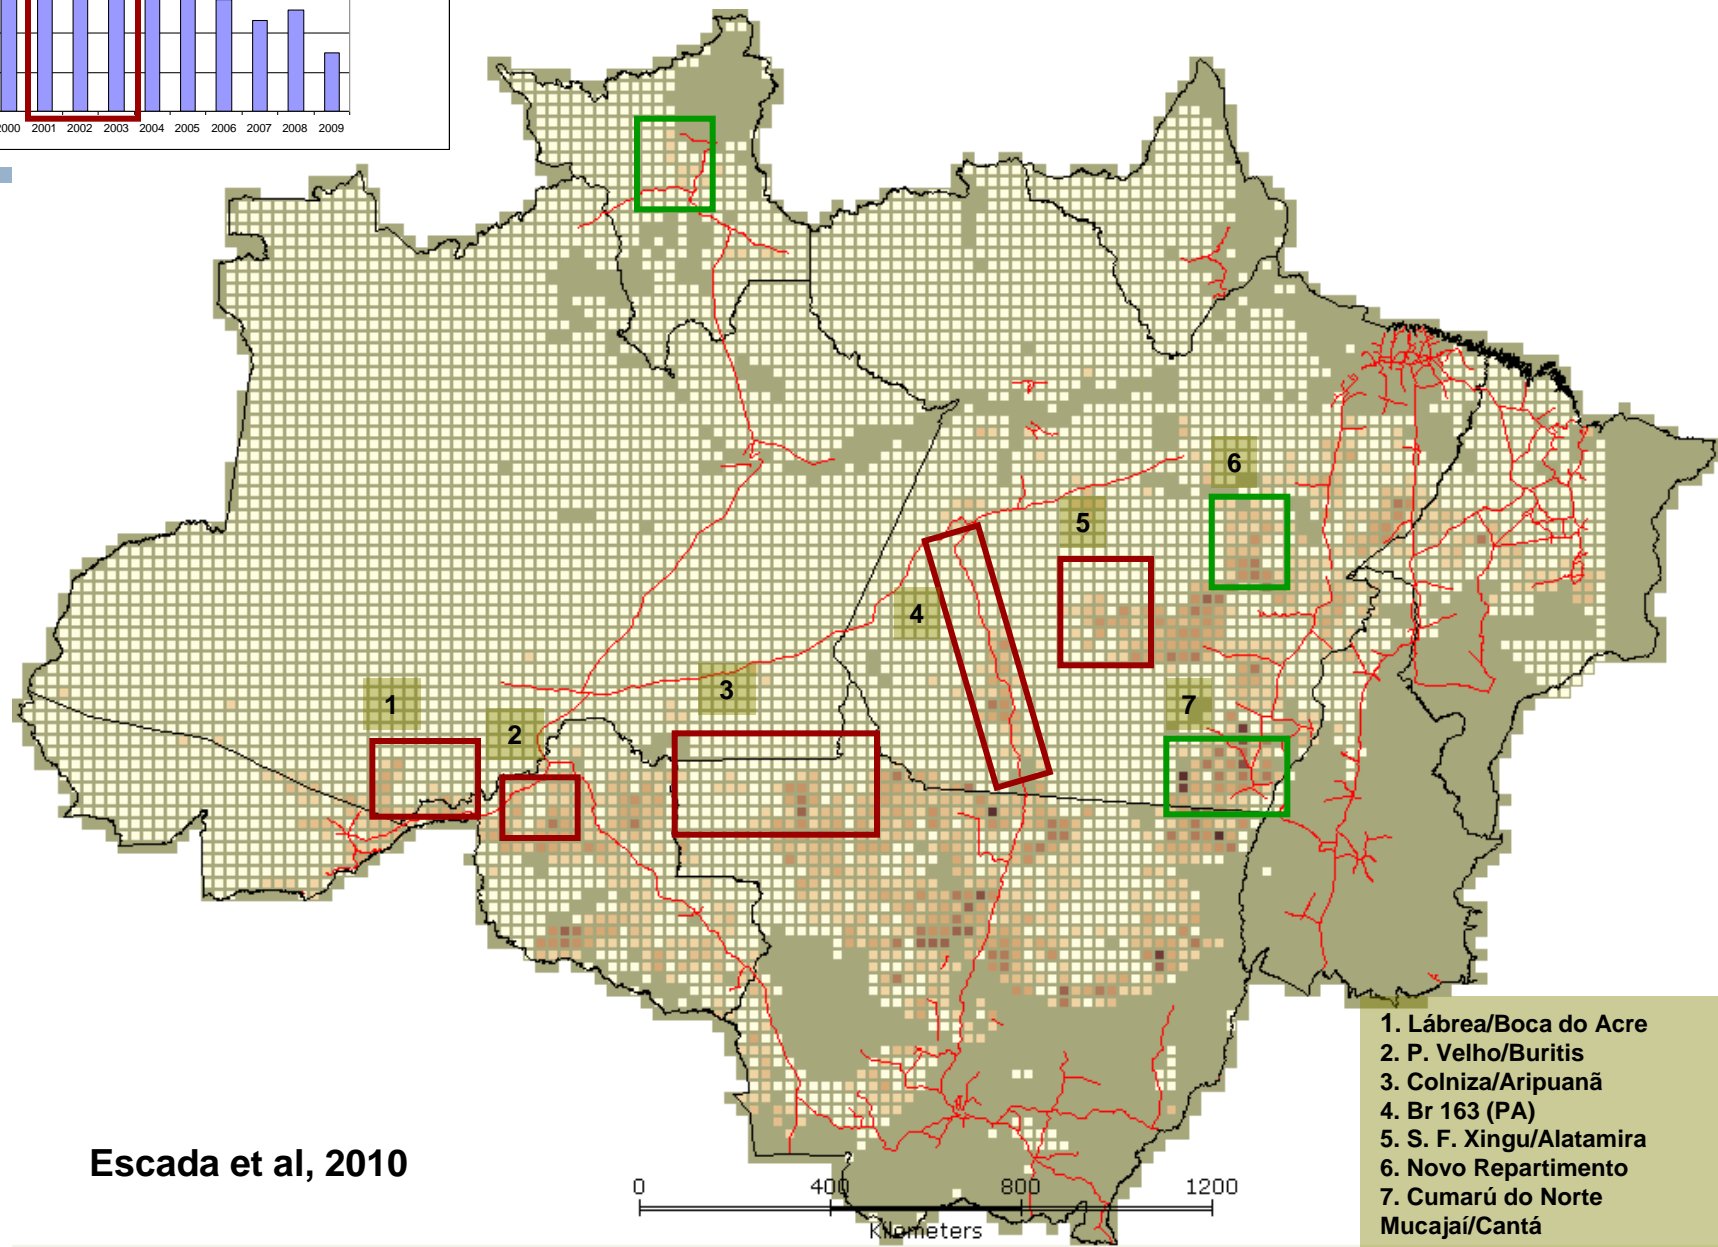 2001 2002 2003 2004 2005 2006 2007 2008 2009
6
5
4
3
1
2
7
1. Lábrea/Boca do Acre
2. P. Velho/Buritis
3. Colniza/Aripuanã
4. Br 163 (PA)
5. S. F. Xingu/Alatamira
6. Novo Repartimento
7. Cumarú do Norte
Mucajaí/Cantá
Escada et al, 2010
0 400 800 1200
Kilometers